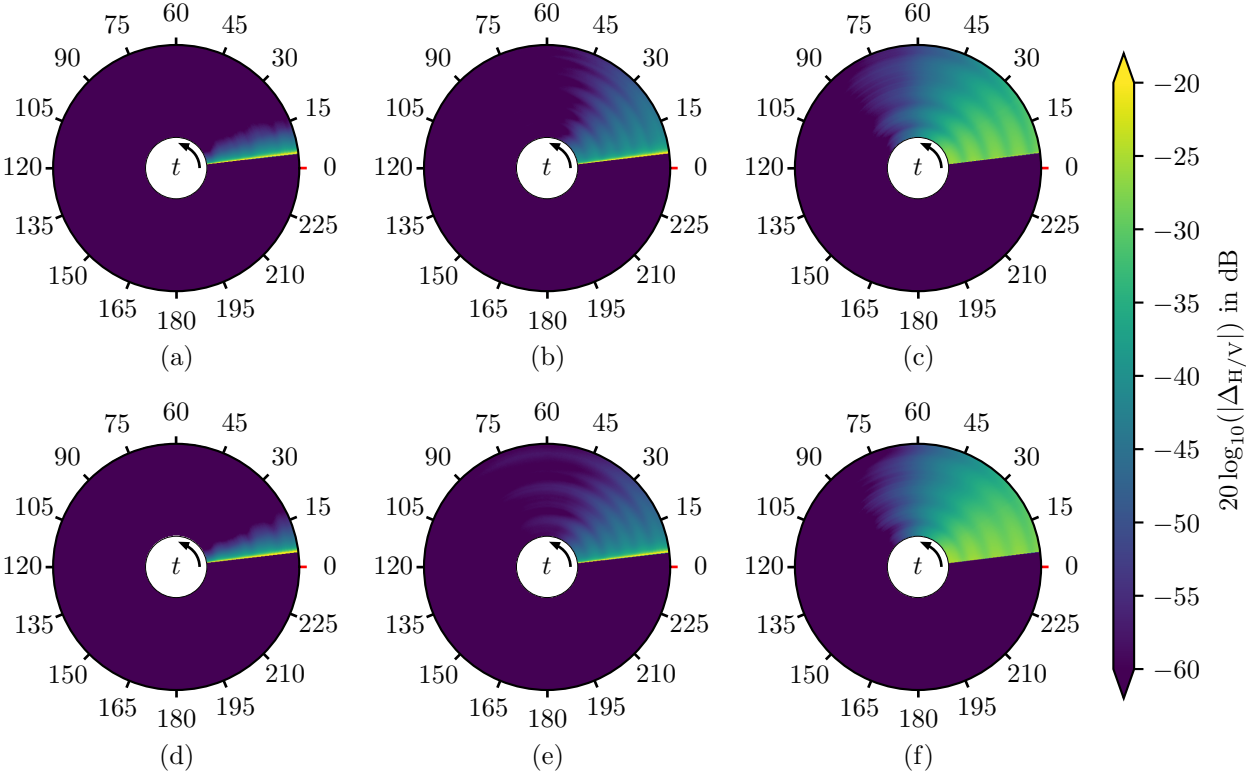 60 60 60
75 45 75 45 75 45
90 30 90 30 90 30
105 15 105 15 105 15
120 t 0 120 t 0 120 t 0
135 225 135 225 135 225
150 210 150 210 150 210
165 195 165 195 165 195
180 180 180
(a) (b) (c)
60 60 60
75 45 75 45 75 45
90 30 90 30 90 30
105 15 105 15 105 15
120 t 0 120 t 0 120 t 0
135 225 135 225 135 225
150 210 150 210 150 210
165 195 165 195 165 195
180 180 180
(d) (e) (f)
−20
−25
−30
−35
−40
−45
−50
−55
−60
20 log₁₀(|Δ_H/V|) in dB